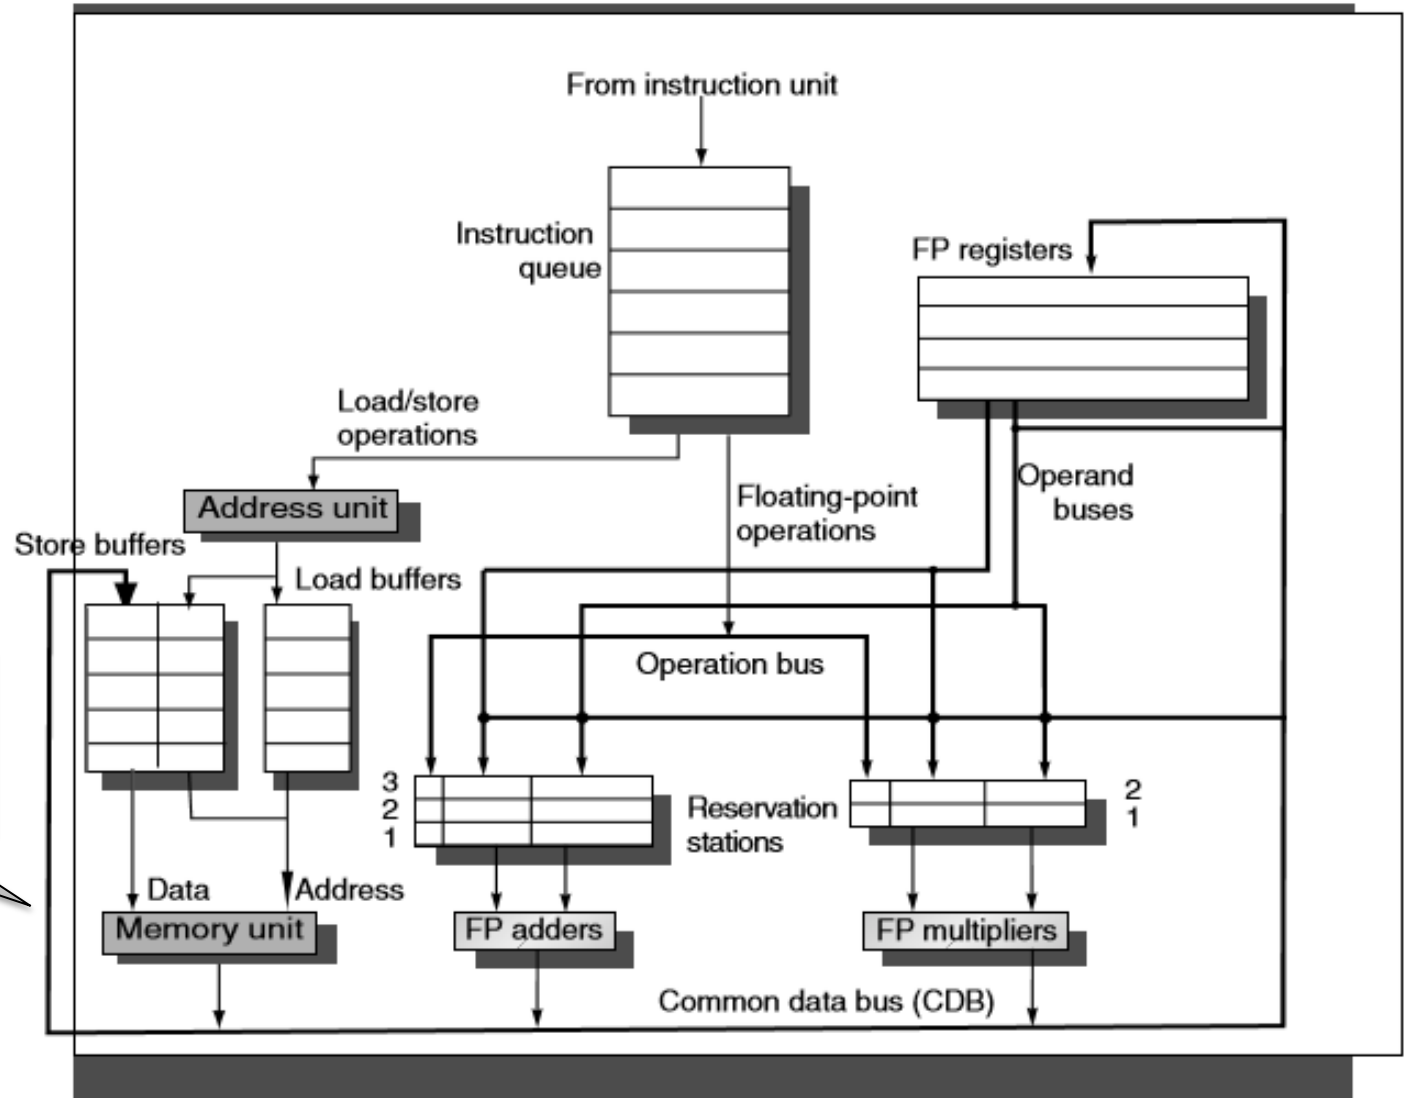 From instruction unit
Instruction
queue
FP registers
Load/store
operations
Address unit
Floating-point
operations
Operand
buses
Store buffers
Load buffers
Operation bus
3
2
1
Reservation
stations
2
1
Data
Address
Memory unit
FP adders
FP multipliers
Common data bus (CDB)